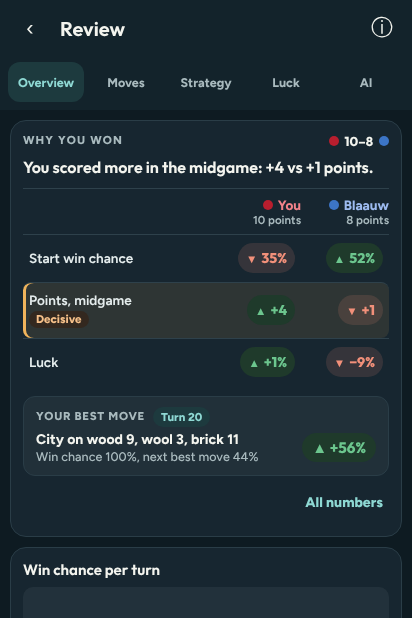 Review
Overview Moves Strategy Luck AI
WHY YOU WON 10–8
You scored more in the midgame: +4 vs +1 points.
You Blaauw
10 points 8 points
Start win chance ▼ 35% ▲ 52%
Points, midgame ▲ +4 ▼ +1
Decisive
Luck ▲ +1% ▼ −9%
YOUR BEST MOVE Turn 20
City on wood 9, wool 3, brick 11 ▲ +56%
Win chance 100%, next best move 44%
All numbers
Win chance per turn